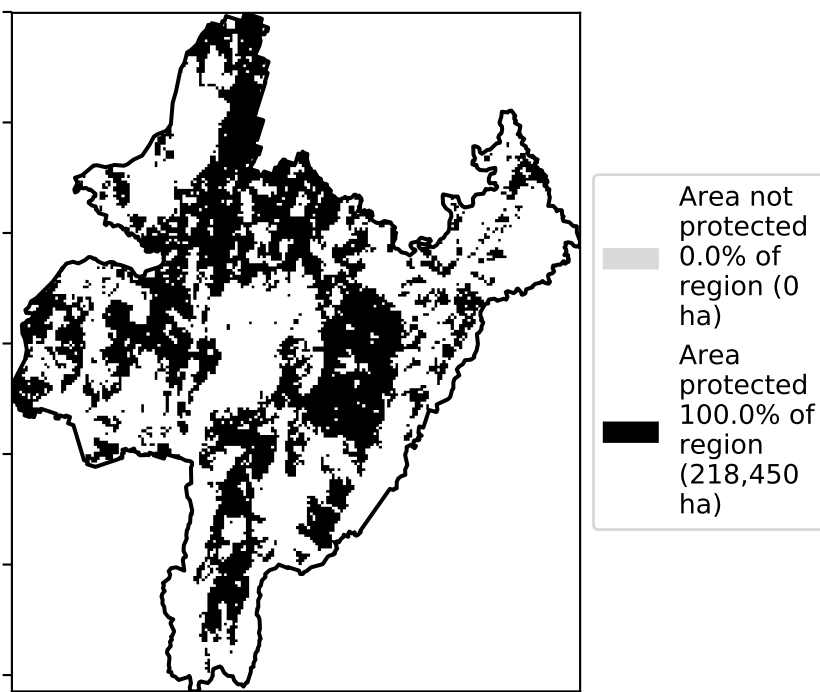 Area not
protected
0.0% of
region (0
ha)
Area
protected
100.0% of
region
(218,450
ha)